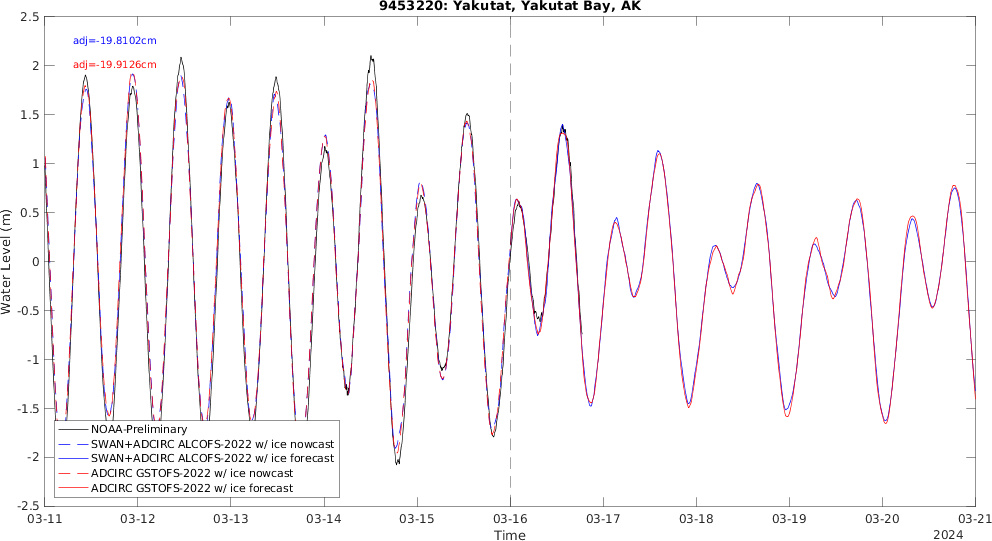 9453220: Yakutat, Yakutat Bay, AK
2.5
2
1.5
1
0.5
0
-0.5
-1
-1.5
-2
-2.5
Water Level (m)
adj=-19.8102cm
adj=-19.9126cm
NOAA-Preliminary
SWAN+ADCIRC ALCOFS-2022 w/ ice nowcast
SWAN+ADCIRC ALCOFS-2022 w/ ice forecast
ADCIRC GSTOFS-2022 w/ ice nowcast
ADCIRC GSTOFS-2022 w/ ice forecast
03-11 03-12 03-13 03-14 03-15 03-16 03-17 03-18 03-19 03-20 03-21
Time
2024